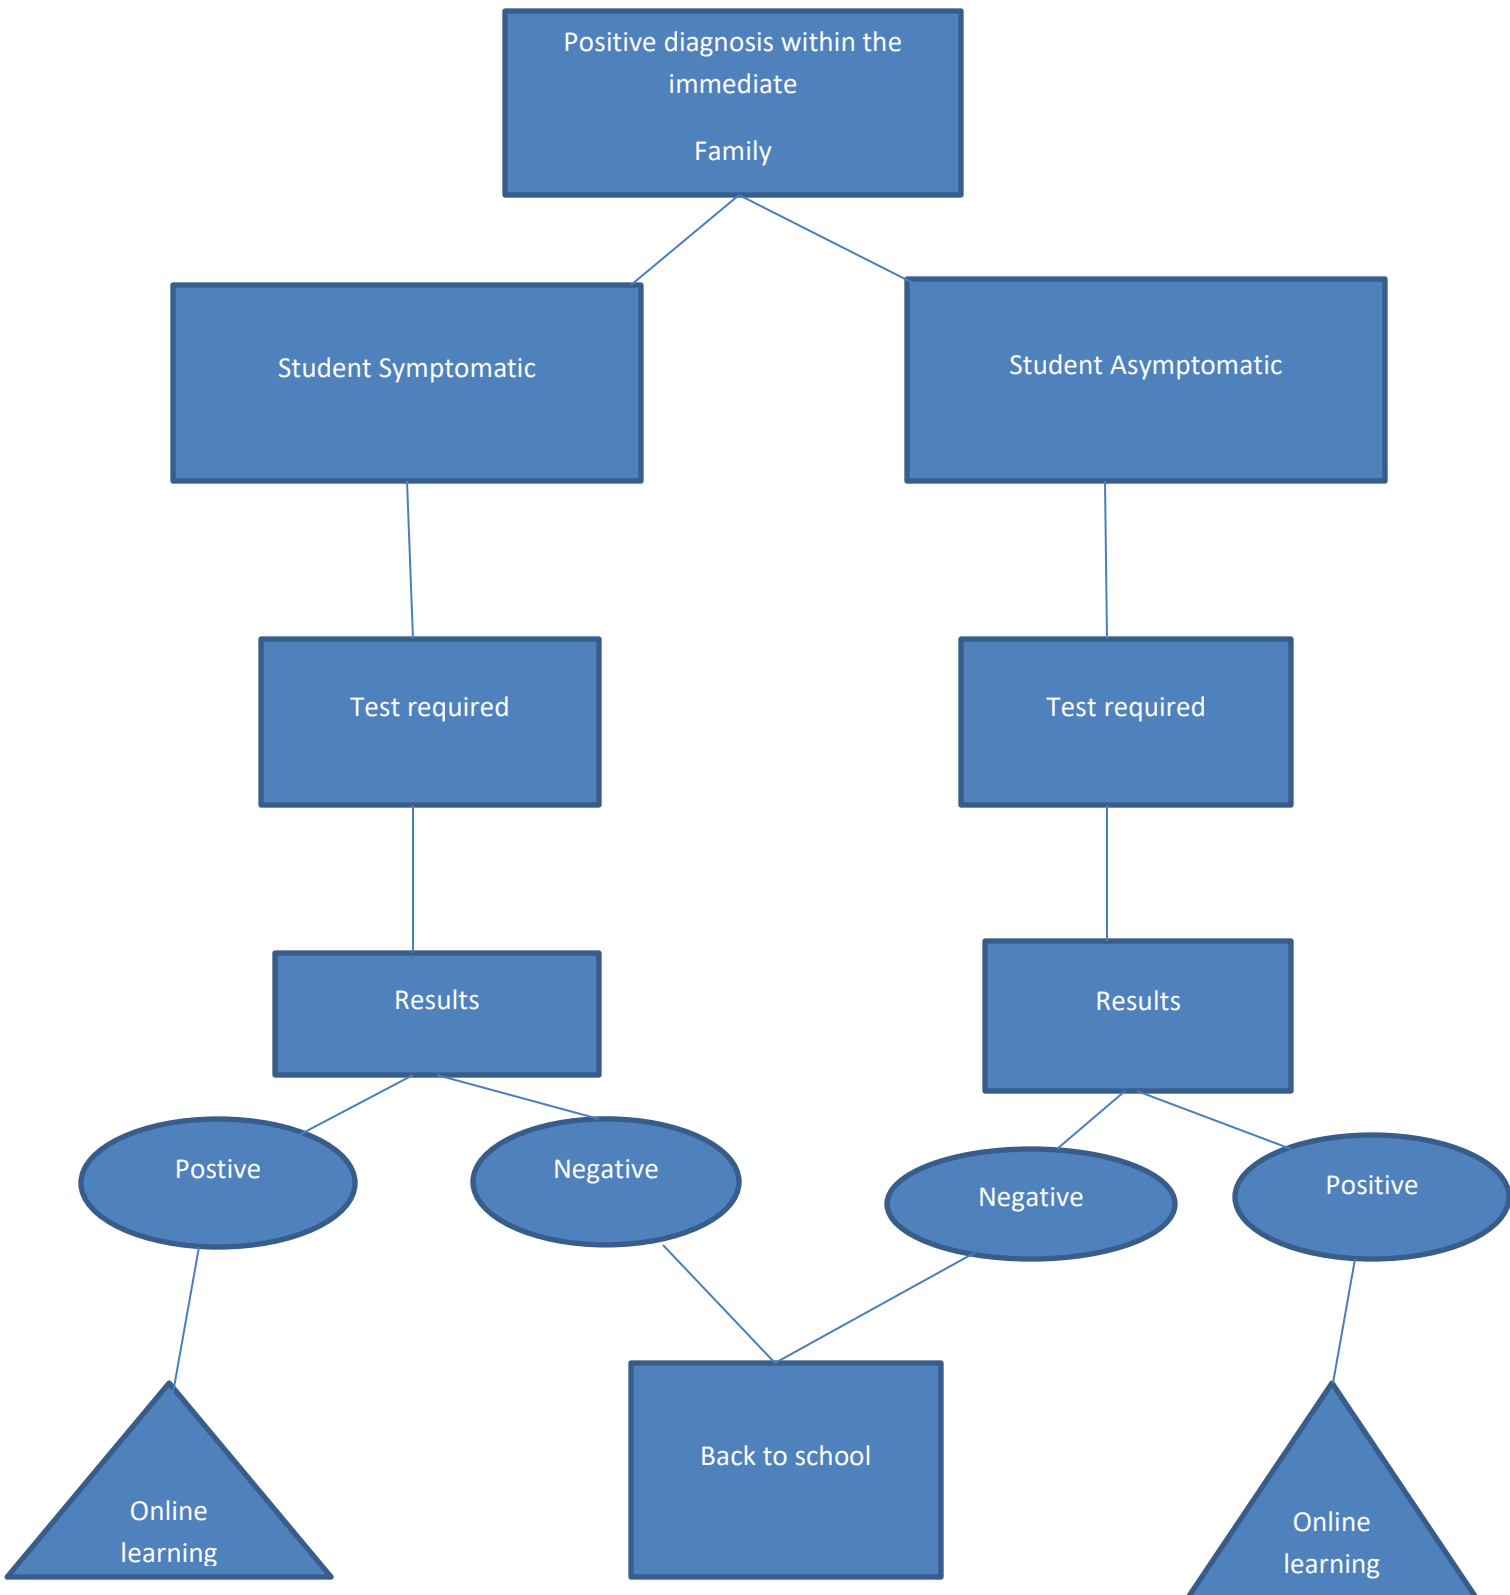 Positive diagnosis within the
immediate
Family
Student Symptomatic
Student Asymptomatic
Test required
Test required
Results
Results
Postive
Negative
Negative
Positive
Back to school
Online
learning
Online
learning